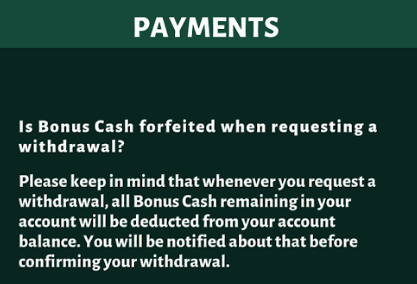 PAYMENTS
Is Bonus Cash forfeited when requesting a
withdrawal?
Please keep in mind that whenever you request a
withdrawal, all Bonus Cash remaining in your
account will be deducted from your account
balance. You will be notified about that before
confirming your withdrawal.